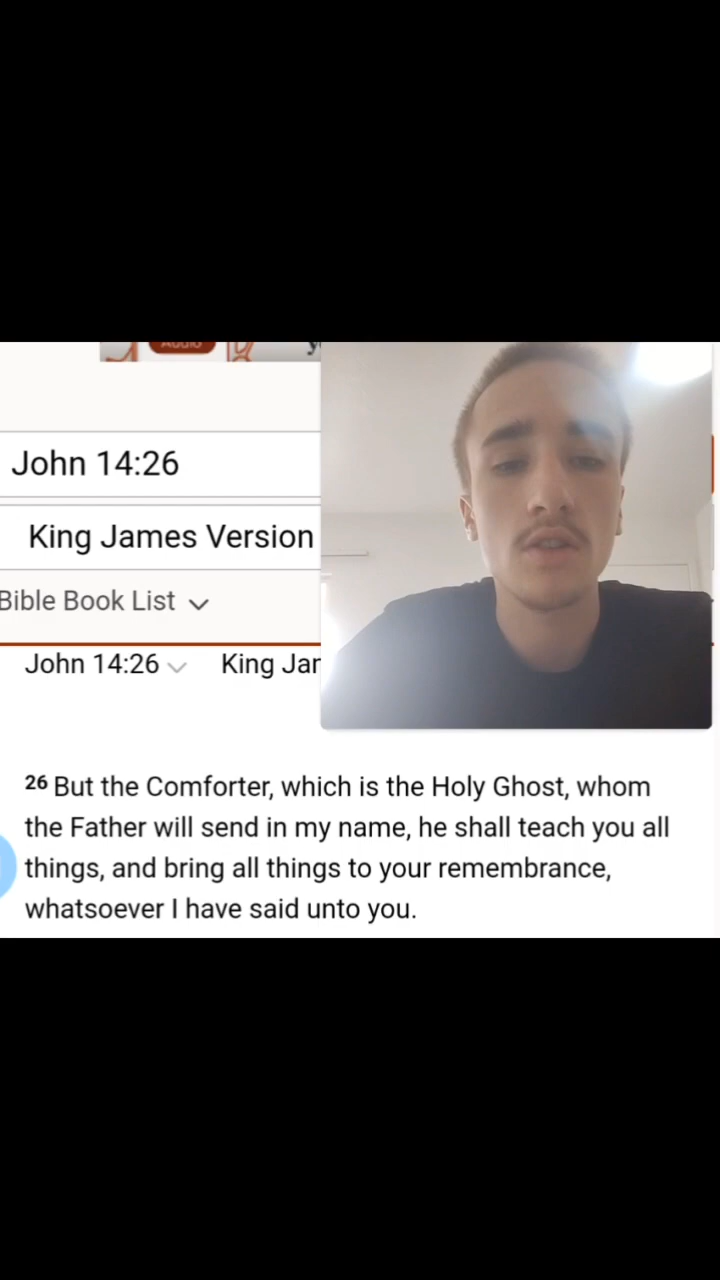 Audio
John 14:26
King James Version
Bible Book List
John 14:26 King Jar
26 But the Comforter, which is the Holy Ghost, whom
the Father will send in my name, he shall teach you all
things, and bring all things to your remembrance,
whatsoever I have said unto you.